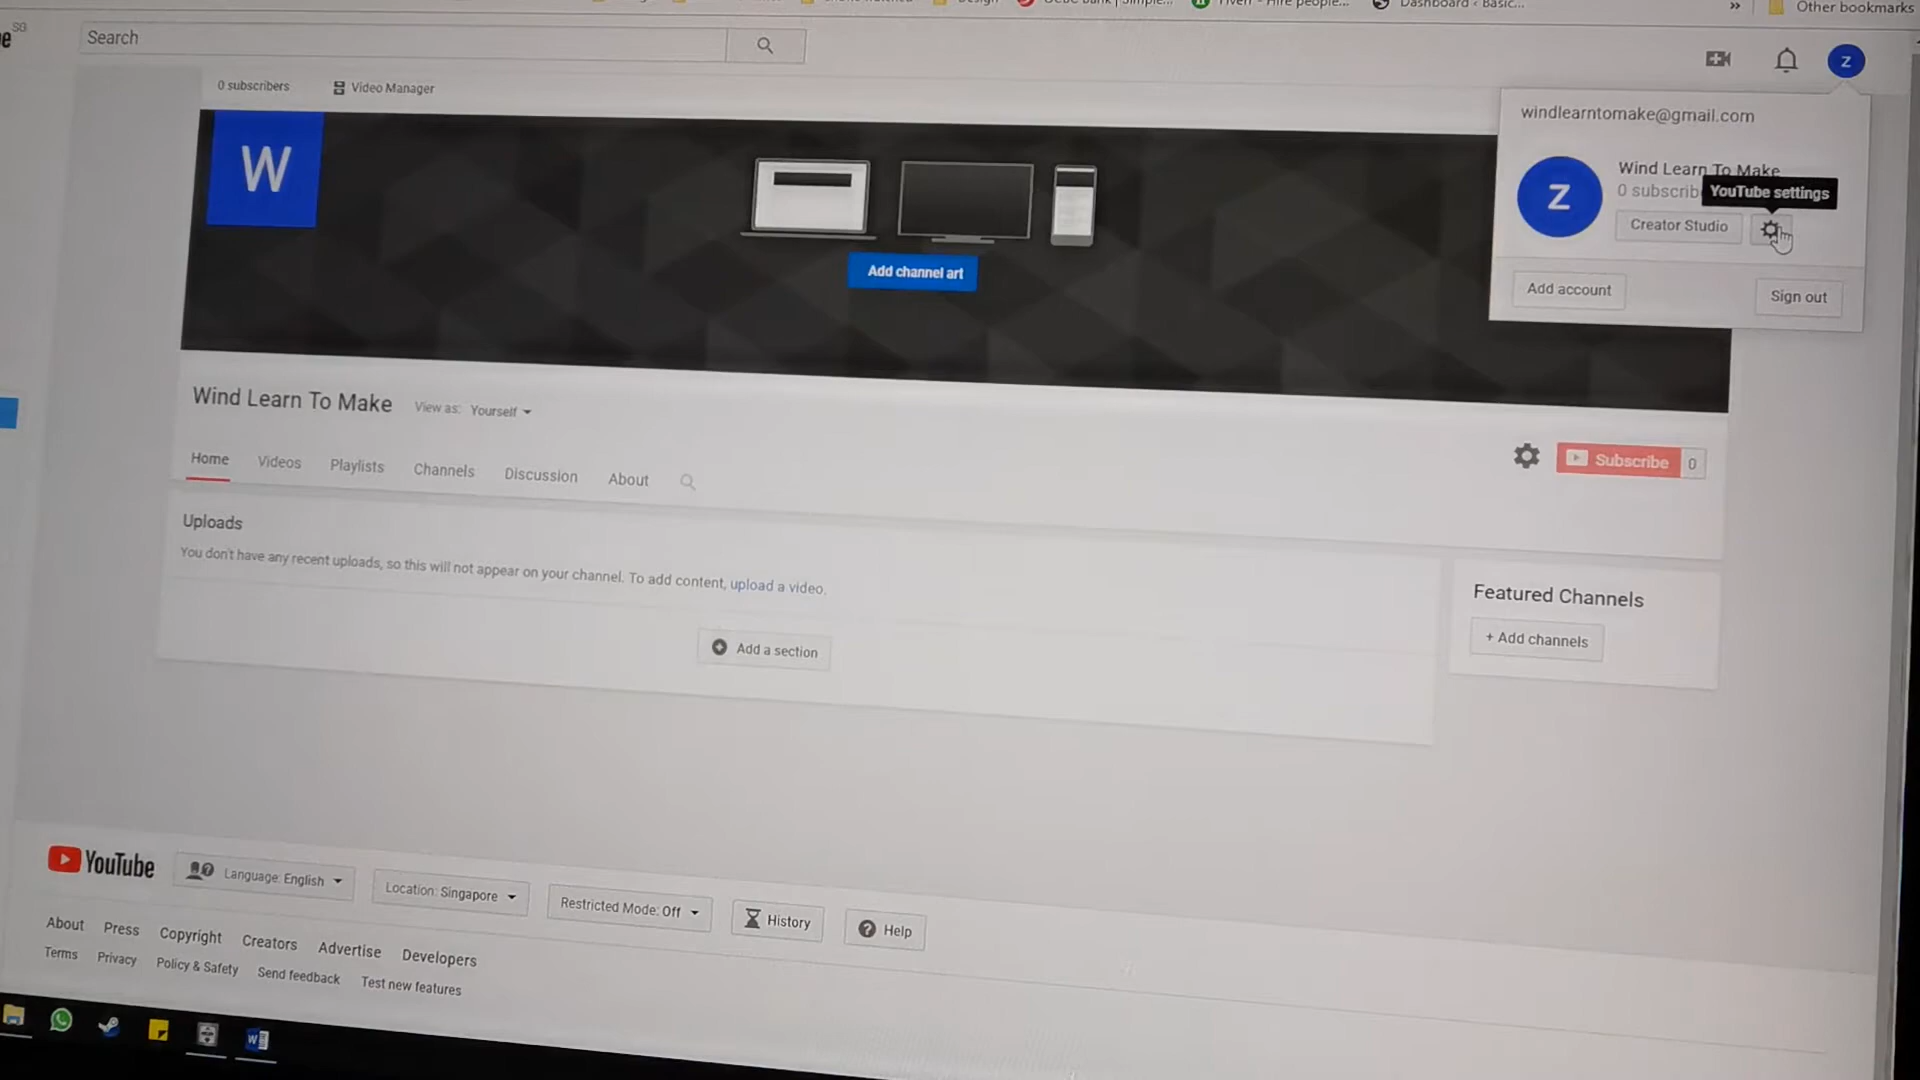 Other bookmarks
SG
Search
Z
0 subscribers
Video Manager
windlearntomake@gmail.com
W
Z
Wind Learn To Make
0 subscrib
YouTube settings
Creator Studio
Add channel art
Add account
Sign out
Wind Learn To Make
View as: Yourself
Home
Videos
Playlists
Channels
Discussion
About
Subscribe
0
Uploads
You don't have any recent uploads, so this will not appear on your channel. To add content, upload a video.
Featured Channels
+ Add channels
Add a section
YouTube
Language: English
Location: Singapore
Restricted Mode: Off
History
Help
About
Press
Copyright
Creators
Advertise
Developers
Terms
Privacy
Policy & Safety
Send feedback
Test new features